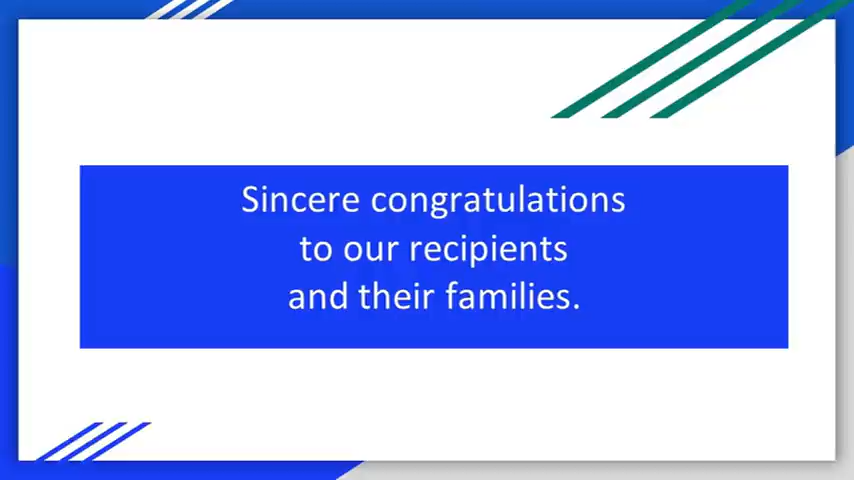 Sincere congratulations
to our recipients
and their families.